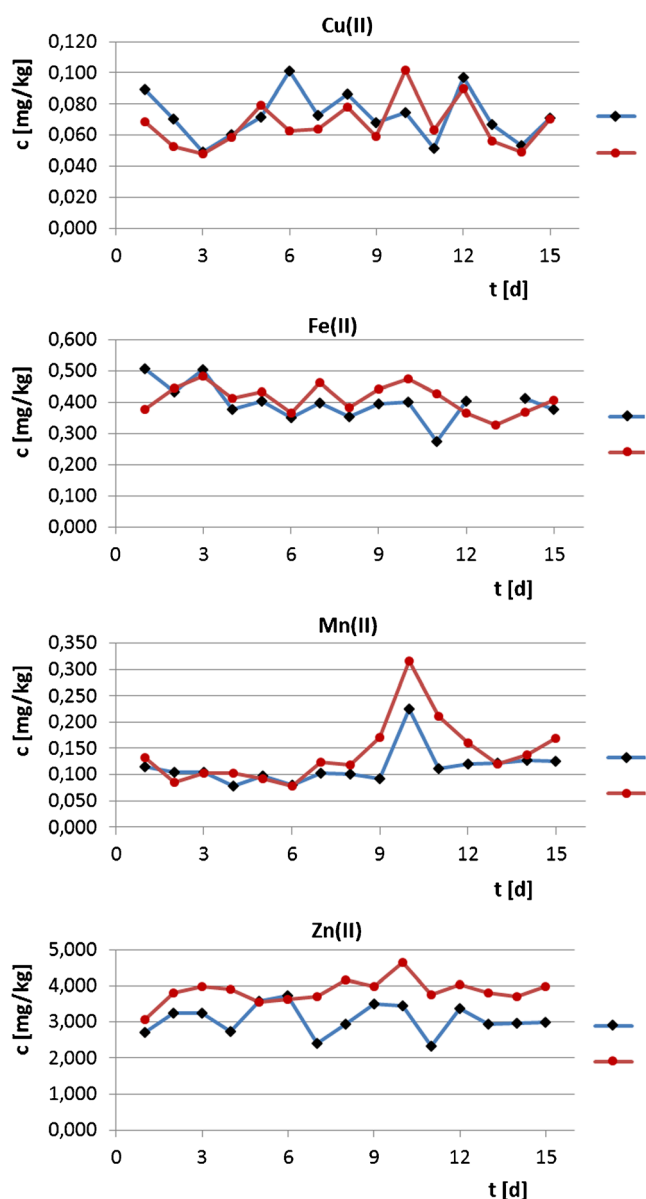 Cu(II)
0,120
0,100
0,080
0,060
0,040
0,020
0,000
c [mg/kg]
0 3 6 9 12 15
t [d]
Fe(II)
0,600
0,500
0,400
0,300
0,200
0,100
0,000
c [mg/kg]
0 3 6 9 12 15
t [d]
Mn(II)
0,350
0,300
0,250
0,200
0,150
0,100
0,050
0,000
c [mg/kg]
0 3 6 9 12 15
t [d]
Zn(II)
5,000
4,000
3,000
2,000
1,000
0,000
c [mg/kg]
0 3 6 9 12 15
t [d]